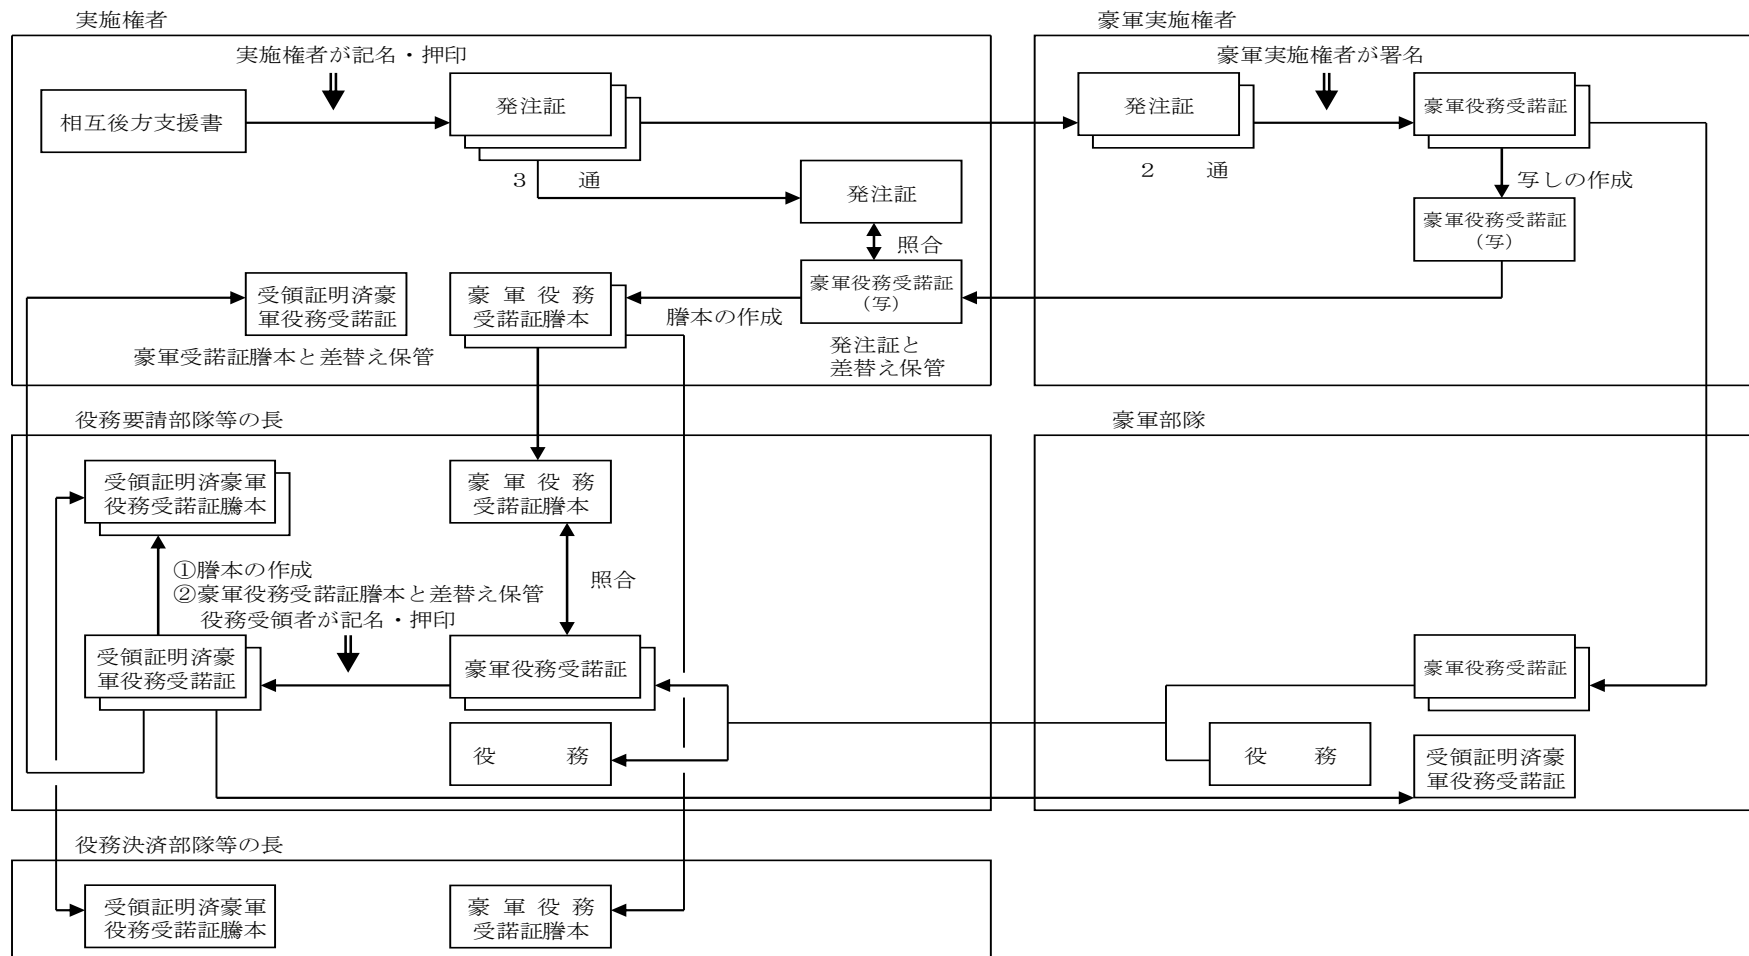 実施権者
豪軍実施権者
実施権者が記名・押印
豪軍実施権者が署名
相互後方支援書
発注証
発注証
豪軍役務受諾証
3 通
2 通
発注証
写しの作成
豪軍役務受諾証
(写)
照合
受領証明済豪
軍役務受諾証
豪軍役務
受諾証謄本
豪軍役務受諾証
(写)
謄本の作成
豪軍受諾証謄本と差替え保管
発注証と
差替え保管
役務要請部隊等の長
豪軍部隊
受領証明済豪軍
役務受諾証謄本
豪軍役務
受諾証謄本
①謄本の作成
②豪軍役務受諾証謄本と差替え保管
照合
役務受領者が記名・押印
受領証明済豪
軍役務受諾証
豪軍役務受諾証
豪軍役務受諾証
役 務
役 務
受領証明済豪
軍役務受諾証
役務決済部隊等の長
受領証明済豪軍
役務受諾証謄本
豪軍役務
受諾証謄本